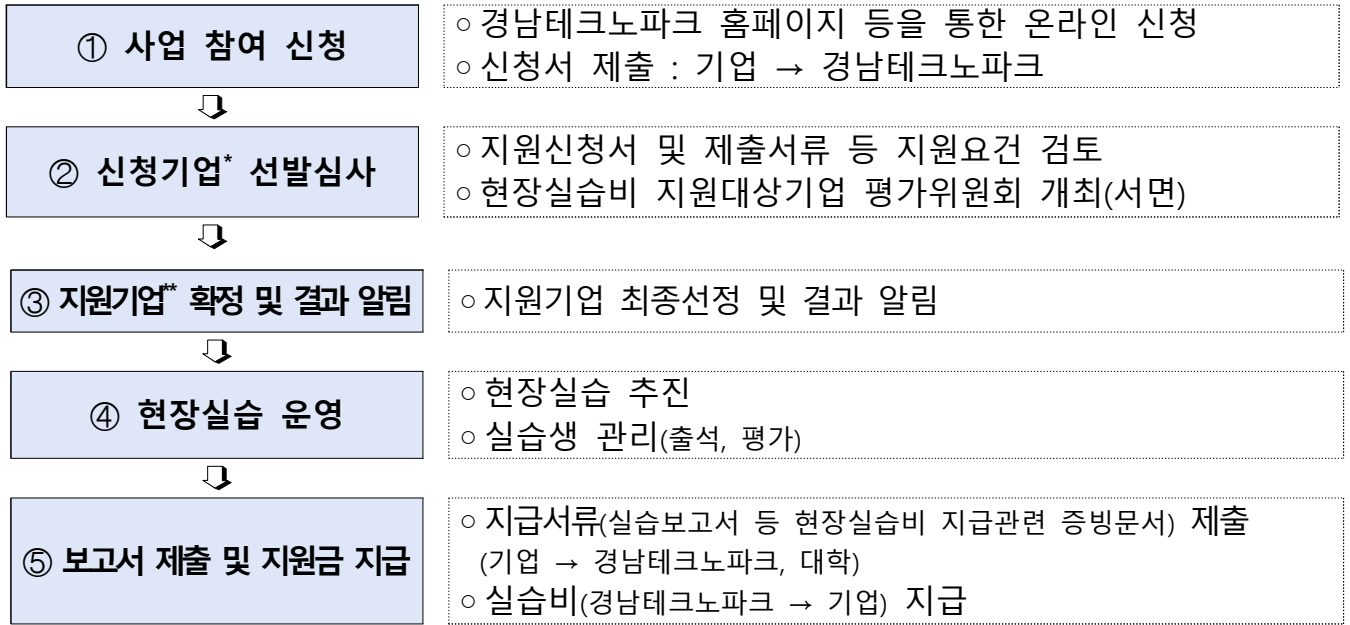 ① 사업 참여 신청
○ 경남테크노파크 홈페이지 등을 통한 온라인 신청
○ 신청서 제출 : 기업 → 경남테크노파크
② 신청기업* 선발심사
○ 지원신청서 및 제출서류 등 지원요건 검토
○ 현장실습비 지원대상기업 평가위원회 개최(서면)
③ 지원기업** 확정 및 결과 알림
○ 지원기업 최종선정 및 결과 알림
④ 현장실습 운영
○ 현장실습 추진
○ 실습생 관리(출석, 평가)
⑤ 보고서 제출 및 지원금 지급
○ 지급서류(실습보고서 등 현장실습비 지급관련 증빙문서) 제출
(기업 → 경남테크노파크, 대학)
○ 실습비(경남테크노파크 → 기업) 지급